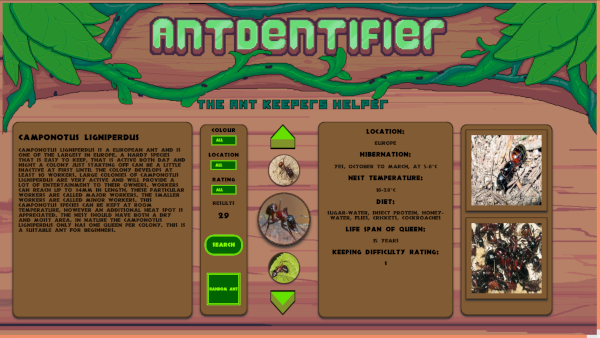 ANTDENTIFIER
THE ANT KEEPERS HELPER
CAMPONOTUS LIGNIPERDUS
CAMPONOTUS LIGNIPERDUS IS A EUROPEAN ANT AND IS
ONE OF THE LARGEST IN EUROPE, A HARDY SPECIES
THAT IS EASY TO KEEP, THAT IS ACTIVE BOTH DAY AND
NIGHT. A COLONY JUST STARTING OFF CAN BE A LITTLE
INACTIVE AT FIRST UNTIL THE COLONY DEVELOPS AT
LEAST 20 WORKERS, LARGE COLONIES OF CAMPONOTUS
LIGNIPERDUS ARE VERY ACTIVE AND WILL PROVIDE A
LOT OF ENTERTAINMENT TO THEIR OWNERS. WORKERS
CAN REACH UP TO 14MM IN LENGTH, THESE PARTICULAR
WORKERS ARE CALLED MAJOR WORKERS, THE SMALLER
WORKERS ARE CALLED MINOR WORKERS. THIS
CAMPONOTUS SPECIES CAN BE KEPT AT ROOM
TEMPERATURE, HOWEVER AN ADDITIONAL HEAT SPOT IS
APPRECIATED. THE NEST SHOULD HAVE BOTH A DRY
AND MOIST AREA. IN NATURE THE CAMPONOTUS
LIGNIPERDUS ONLY HAS ONE QUEEN PER COLONY. THIS IS
A SUITABLE ANT FOR BEGINNERS.
COLOUR
ALL
LOCATION
ALL
RATING
ALL
RESULTS
29
SEARCH
RANDOM ANT
LOCATION:
EUROPE
HIBERNATION:
YES, OCTOBER TO MARCH, AT 5-8°C
NEST TEMPERATURE:
DIET:
SUGAR-WATER, INSECT PROTEIN, HONEY-
WATER, FLIES, CRICKETS, COCKROACHES
LIFE SPAN OF QUEEN:
15 YEARS
KEEPING DIFFICULTY RATING: